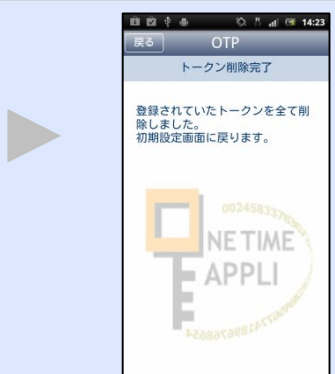 14:23
戻る
OTP
トークン削除完了
登録されていたトークンを全て削
除しました。
初期設定画面に戻ります。
NE TIME
APPLI